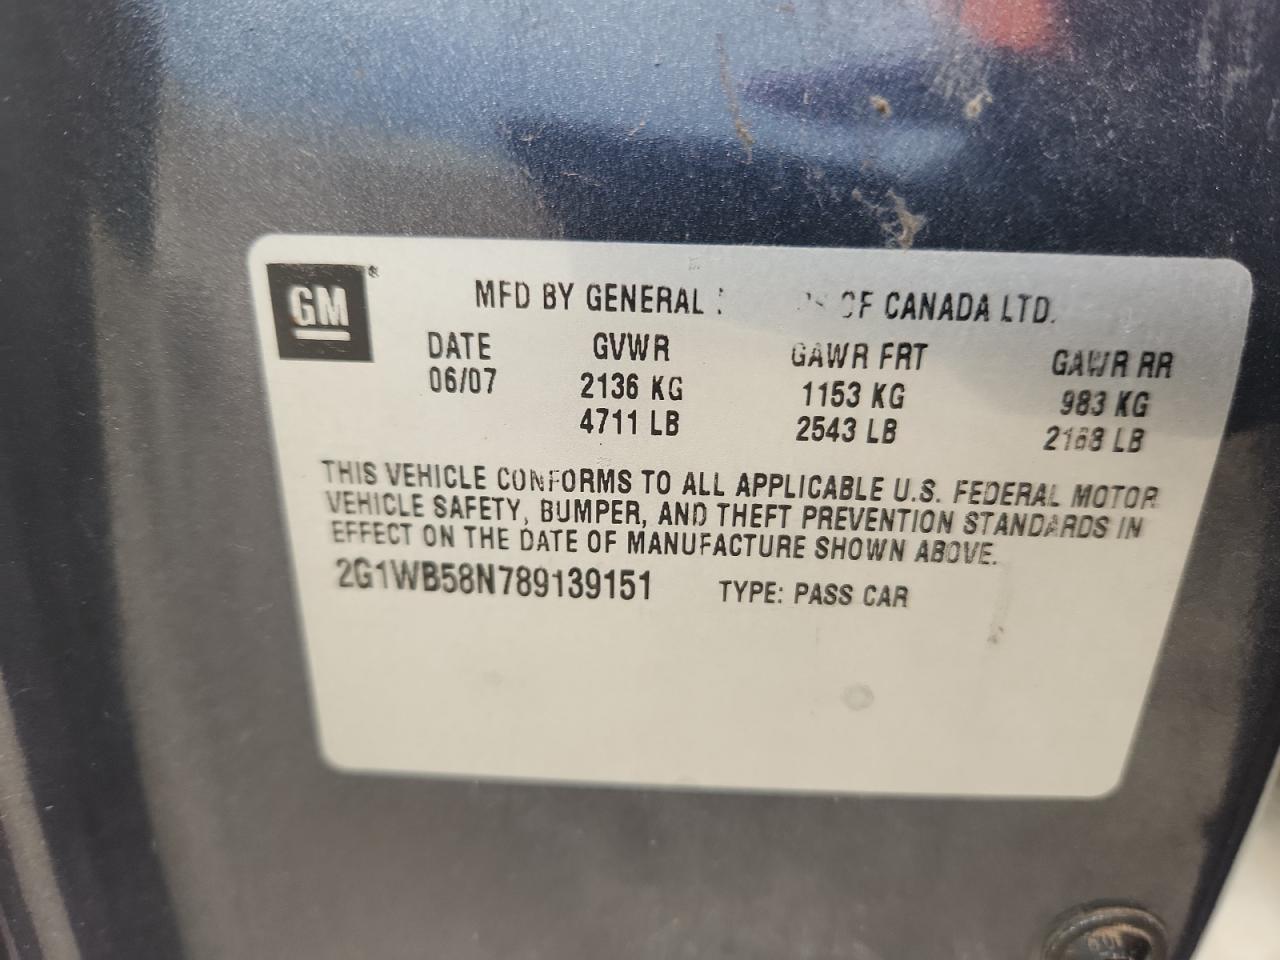 GM®
MFD BY GENERAL OF CANADA LTD.
DATE GVWR GAWR FRT GAWR RR
06/07 2136 KG 1153 KG 983 KG
4711 LB 2543 LB 2168 LB
THIS VEHICLE CONFORMS TO ALL APPLICABLE U.S. FEDERAL MOTOR
VEHICLE SAFETY, BUMPER, AND THEFT PREVENTION STANDARDS IN
EFFECT ON THE DATE OF MANUFACTURE SHOWN ABOVE.
2G1WB58N789139151 TYPE: PASS CAR